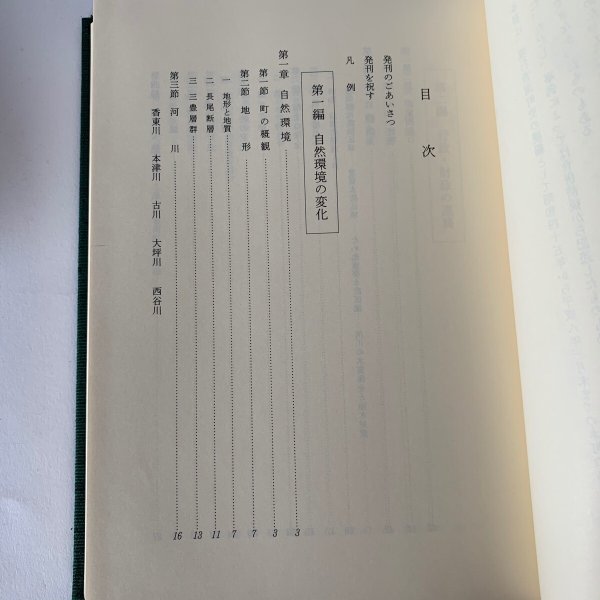 目次
発刊のごあいさつ
発刊を祝す
凡例
第一編 自然環境の変化
第一章 自然環境 3
第一節 町の概観 3
第二節 地形 7
一 地形と地質 7
二 長尾断層 11
三 三豊層群 13
第三節 河川 16
香東川 本津川 古川 大坪川 西谷川